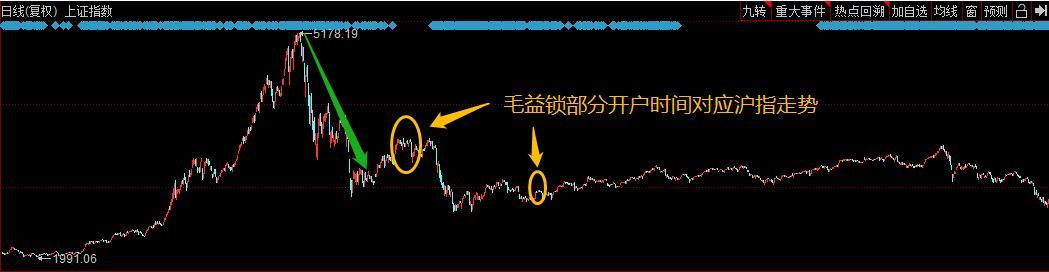 日线(复权) 上证指数
九转 重大事件 热点回溯 加自选 均线 窗 预测
5178.19
毛益锁部分开户时间对应沪指走势
1991.06